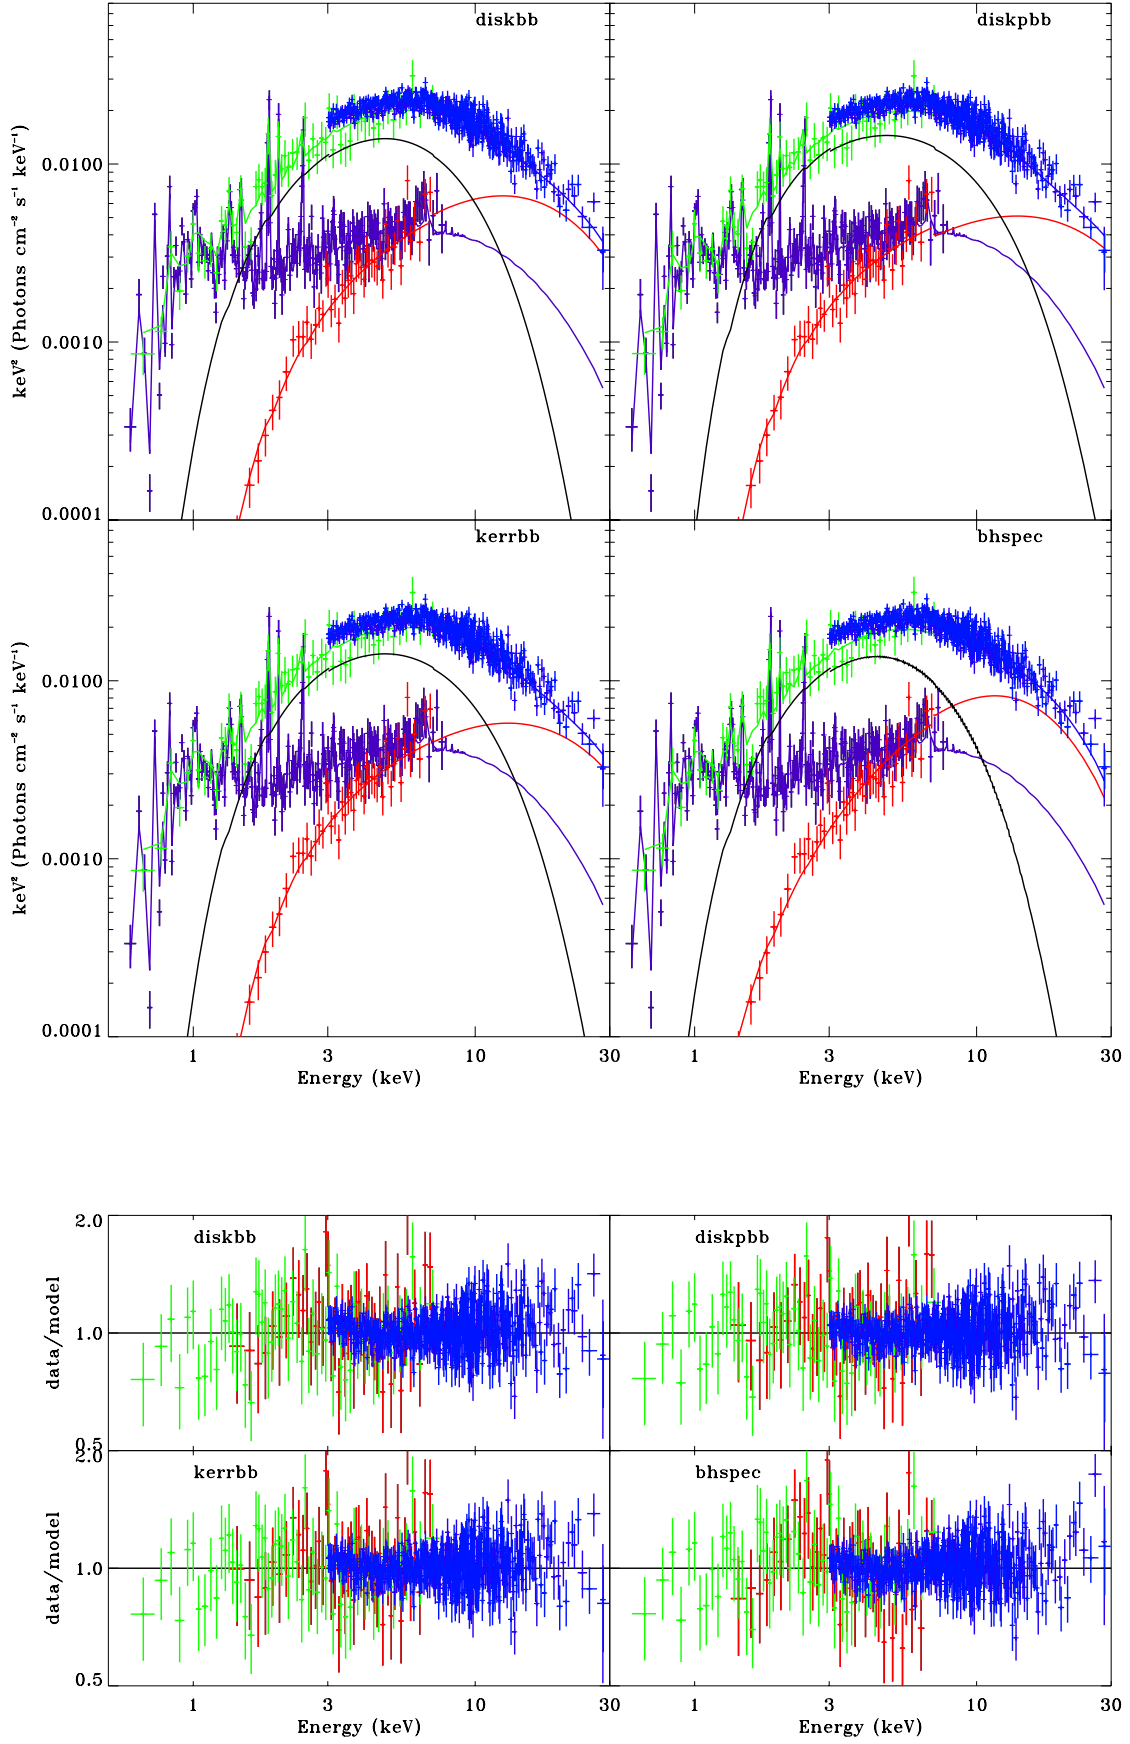 diskbb
diskpbb
0.0100
0.0010
0.0001
keV² (Photons cm⁻² s⁻¹ keV⁻¹)
kerrbb
bhspec
0.0100
0.0010
0.0001
keV² (Photons cm⁻² s⁻¹ keV⁻¹)
1 3 10 30
1 3 10 30
Energy (keV)
Energy (keV)
2.0
diskbb
diskpbb
1.0
0.5
data/model
2.0
kerrbb
bhspec
1.0
0.5
data/model
1 3 10 30
1 3 10 30
Energy (keV)
Energy (keV)